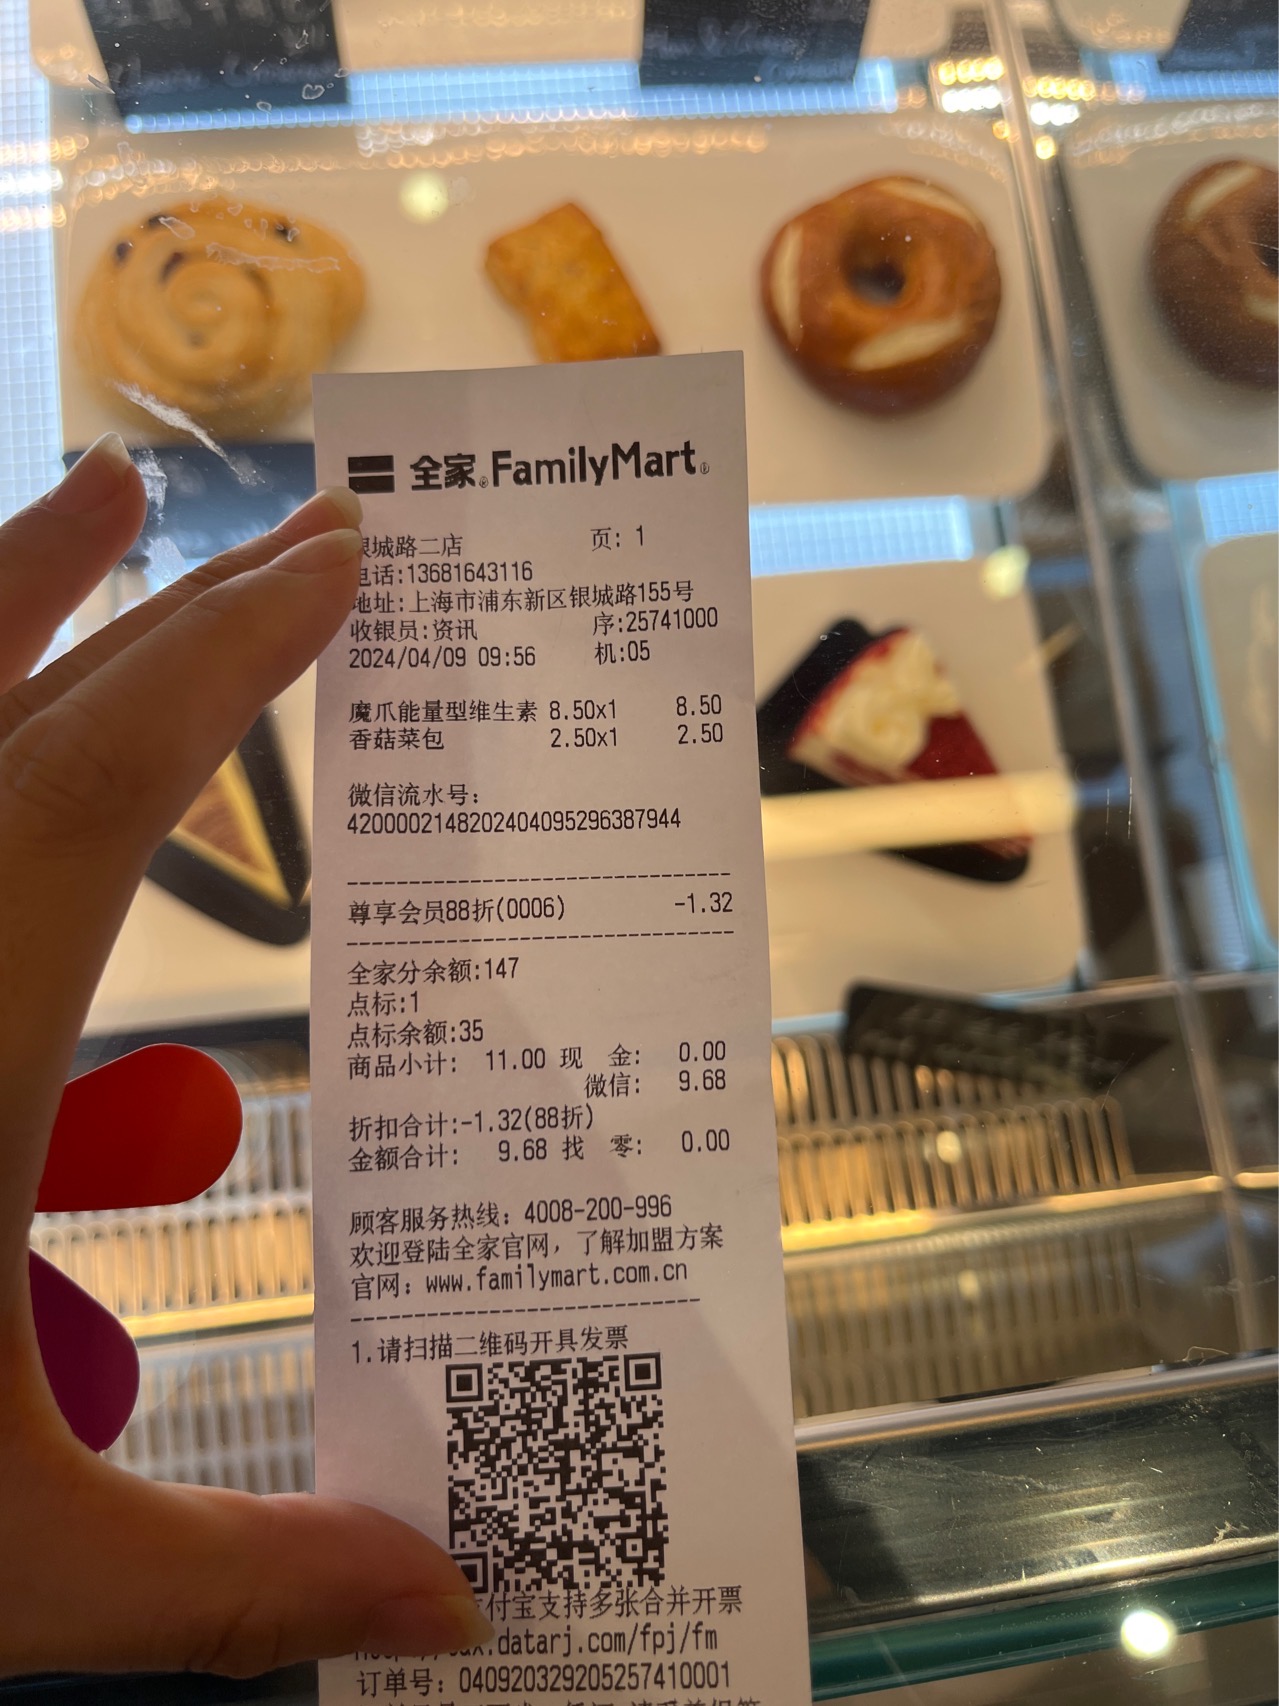 全家 FamilyMart
城路二店 页: 1
电话:13681643116
地址:上海市浦东新区银城路155号
收银员:资讯 序:25741000
2024/04/09 09:56 机:05
魔爪能量型维生素 8.50x1 8.50
香菇菜包 2.50x1 2.50
微信流水号:
4200002148202404095296387944
尊享会员88折(0006) -1.32
全家分余额:147
点标:1
点标余额:35
商品小计: 11.00 现 金: 0.00
微信: 9.68
折扣合计:-1.32(88折)
金额合计: 9.68 找 零: 0.00
顾客服务热线: 4008-200-996
欢迎登陆全家官网, 了解加盟方案
官网: www.familymart.com.cn
1.请扫描二维码开具发票
付宝支持多张合并开票
.datarj.com/fpj/fm
订单号: 040920329205257410001